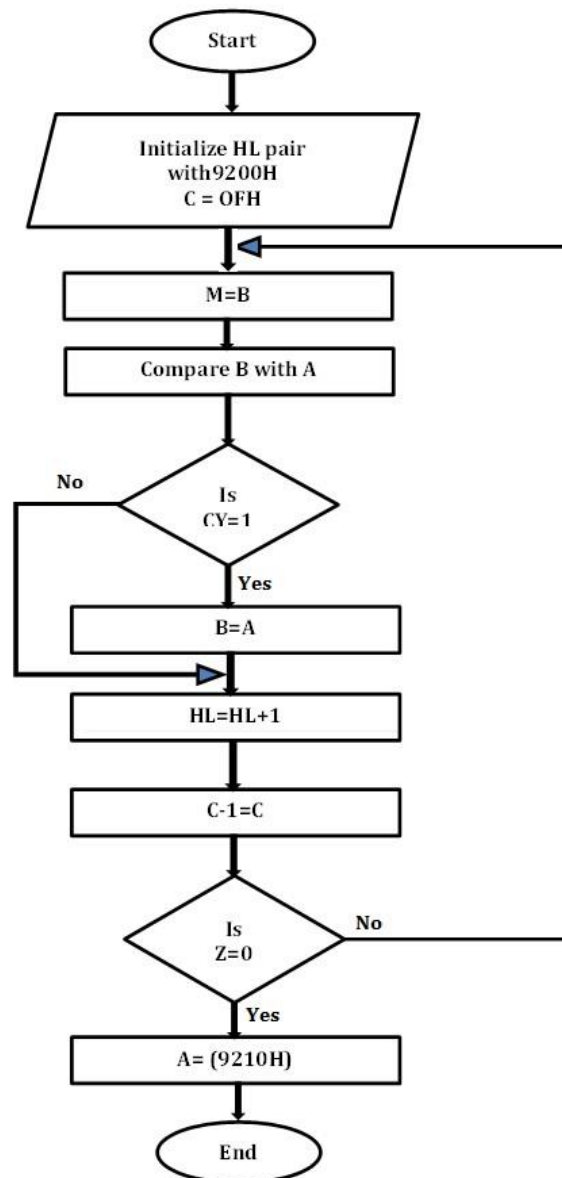 Start
Initialize HL pair
with9200H
C = OFH
M=B
Compare B with A
No
Is
CY=1
Yes
B=A
HL=HL+1
C-1=C
Is
Z=0
No
Yes
A= (9210H)
End